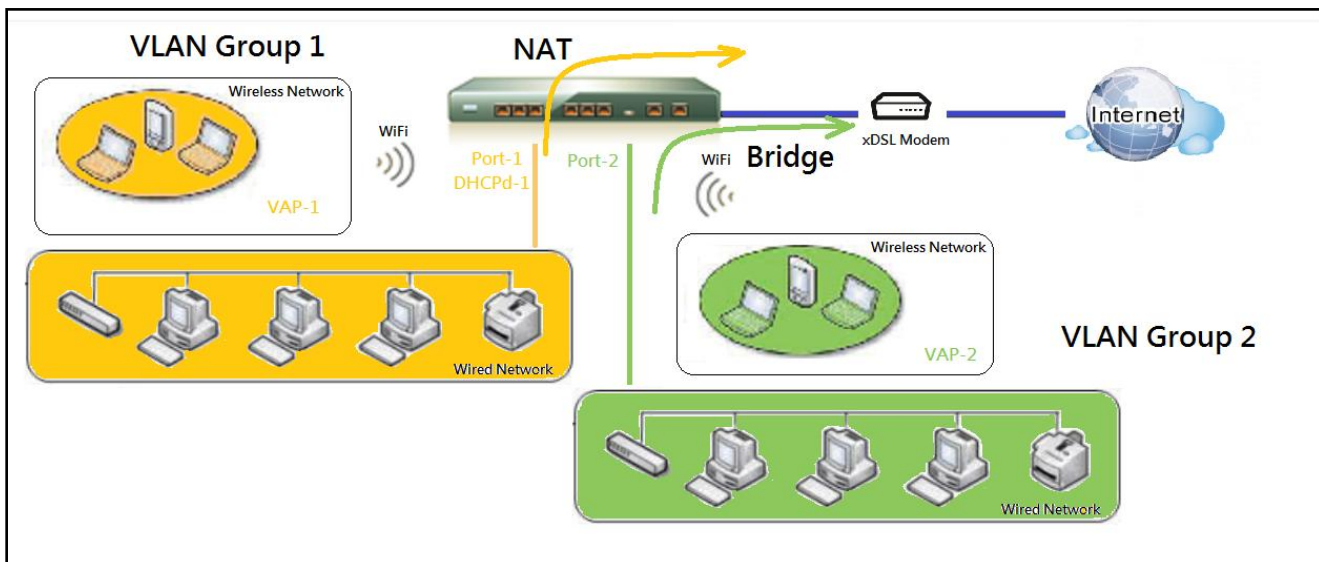 VLAN Group 1
NAT
Wireless Network
WiFi
VAP-1
Port-1
DHCPd-1
Port-2
WiFi
Bridge
xDSL Modem
Internet
Wired Network
Wireless Network
VAP-2
VLAN Group 2
Wired Network